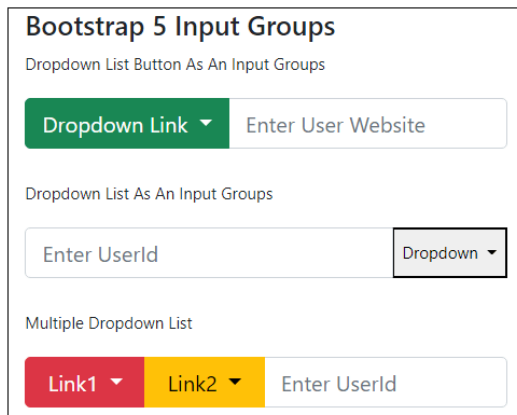 Bootstrap 5 Input Groups
Dropdown List Button As An Input Groups
Dropdown Link Enter User Website
Dropdown List As An Input Groups
Enter UserId Dropdown
Multiple Dropdown List
Link1 Link2 Enter UserId